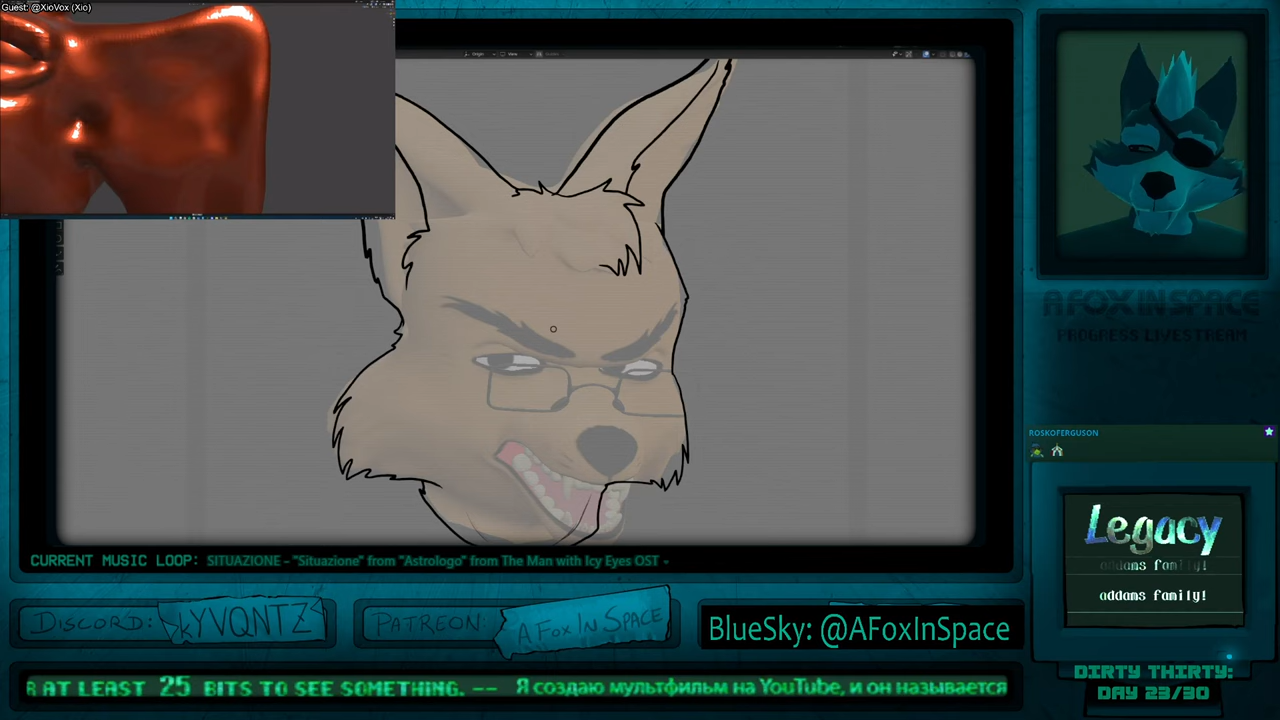 Guest: @XioVox (Xio)
A FOX IN SPACE
PROGRESS LIVESTREAM
ROSKOFERGUSON
Legacy
addams family!
addams family!
CURRENT MUSIC LOOP: SITUAZIONE - "Situazione" from "Astrologo" from The Man with Icy Eyes OST -
DISCORD: kYVQNTZ
PATREON A FOX IN SPACE
BlueSky: @AFoxInSpace
R AT LEAST 25 BITS TO SEE SOMETHING. -- Я создаю мультфильм на YouTube, и он называется
DIRTY THIRTY:
DAY 23/30